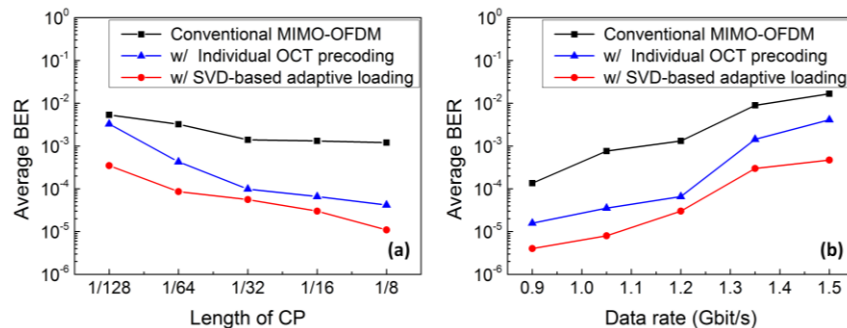 10^0
10^-1
10^-2
10^-3
10^-4
10^-5
10^-6
Average BER
Conventional MIMO-OFDM
w/ Individual OCT precoding
w/ SVD-based adaptive loading
(a)
1/128 1/64 1/32 1/16 1/8
Length of CP
10^0
10^-1
10^-2
10^-3
10^-4
10^-5
10^-6
Average BER
Conventional MIMO-OFDM
w/ Individual OCT precoding
w/ SVD-based adaptive loading
(b)
0.9 1.0 1.1 1.2 1.3 1.4 1.5
Data rate (Gbit/s)